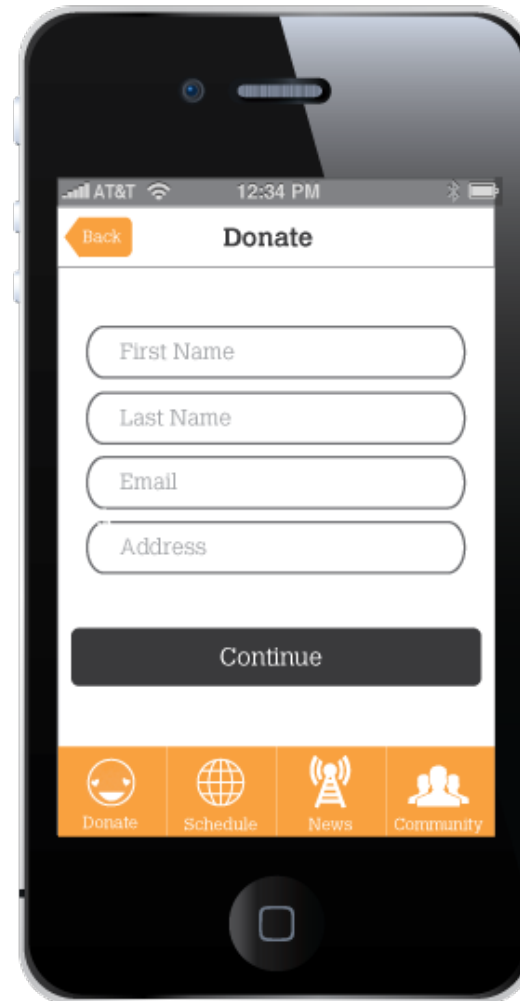 AT&T 12:34 PM
Back Donate
First Name
Last Name
Email
Address
Continue
Donate Schedule News Community